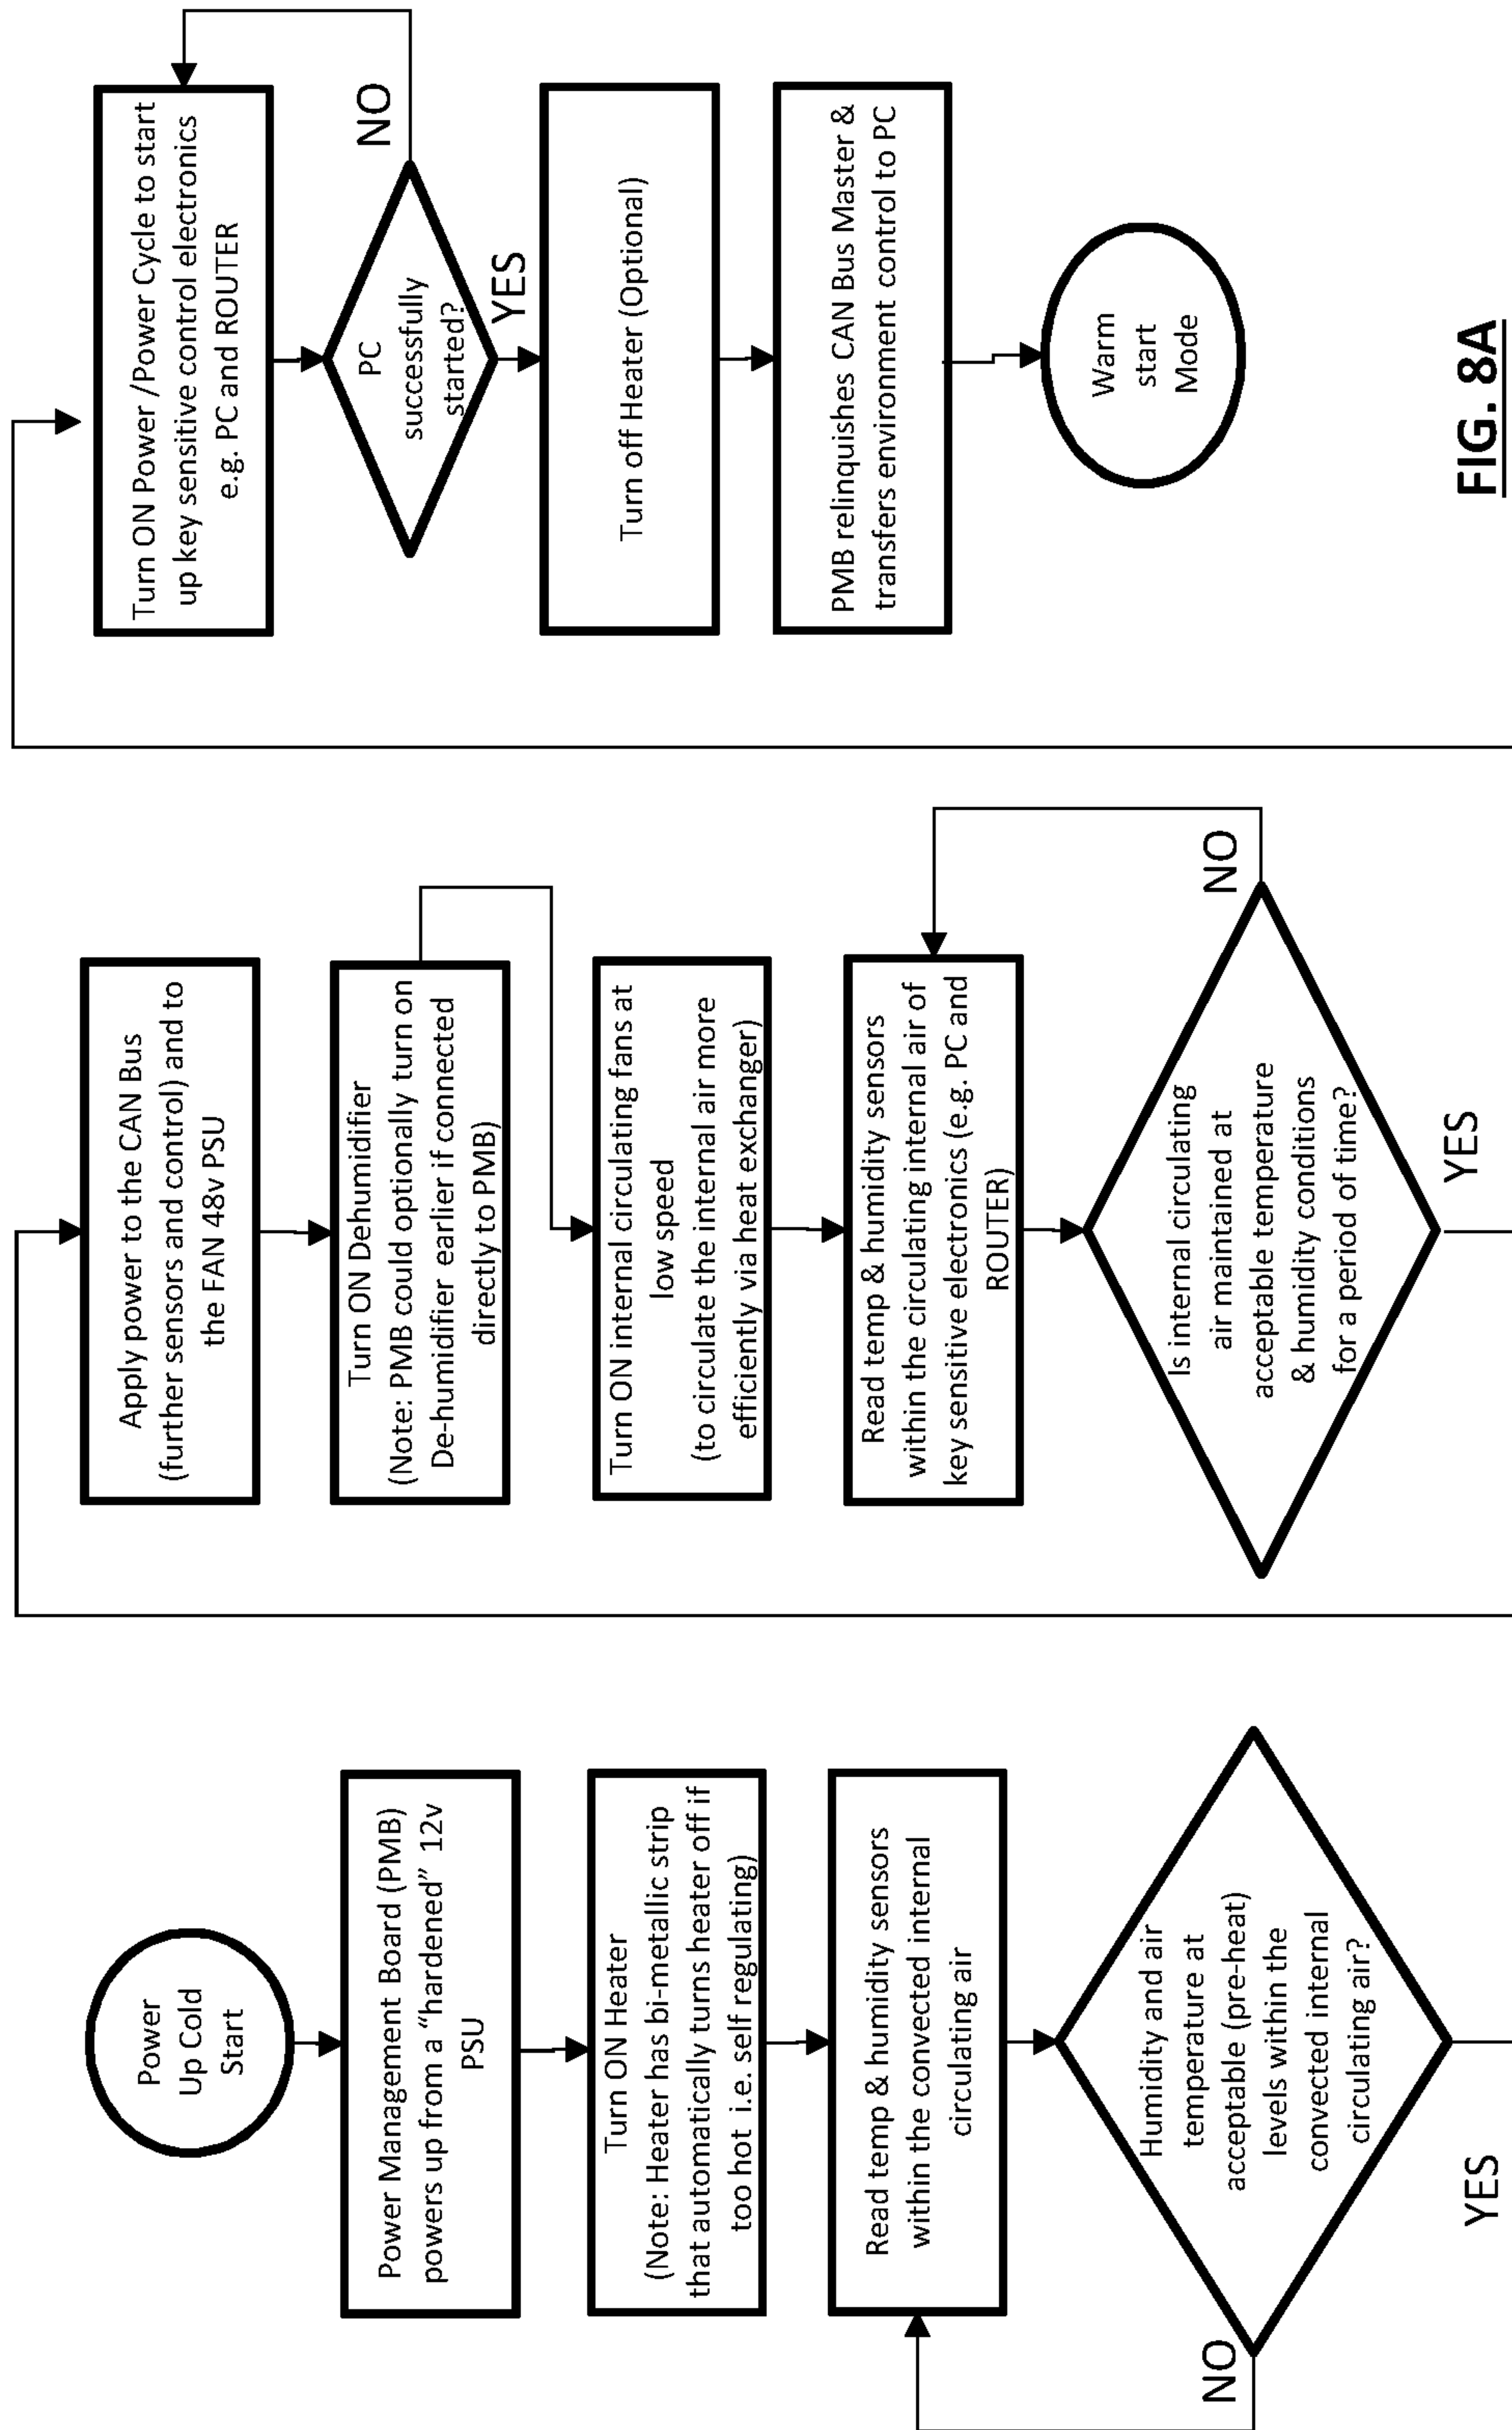 Power
Up Cold
Start
Power Management Board (PMB)
powers up from a “hardened” 12v
PSU
Turn ON Heater
(Note: Heater has bi-metallic strip
that automatically turns heater off if
too hot i.e. self regulating)
Read temp & humidity sensors
within the convected internal
circulating air
Humidity and air
temperature at
acceptable (pre-heat)
levels within the
convected internal
circulating air?
NO
YES
Apply power to the CAN Bus
(further sensors and control) and to
the FAN 48v PSU
Turn ON Dehumidifier
(Note: PMB could optionally turn on
De-humidifier earlier if connected
directly to PMB)
Turn ON internal circulating fans at
low speed
(to circulate the internal air more
efficiently via heat exchanger)
Read temp & humidity sensors
within the circulating internal air of
key sensitive electronics (e.g. PC and
ROUTER)
Is internal circulating
air maintained at
acceptable temperature
& humidity conditions
for a period of time?
NO
YES
Turn ON Power /Power Cycle to start
up key sensitive control electronics
e.g. PC and ROUTER
PC
successfully
started?
NO
YES
Turn off Heater (Optional)
PMB relinquishes CAN Bus Master &
transfers environment control to PC
Warm
start
Mode
FIG. 8A